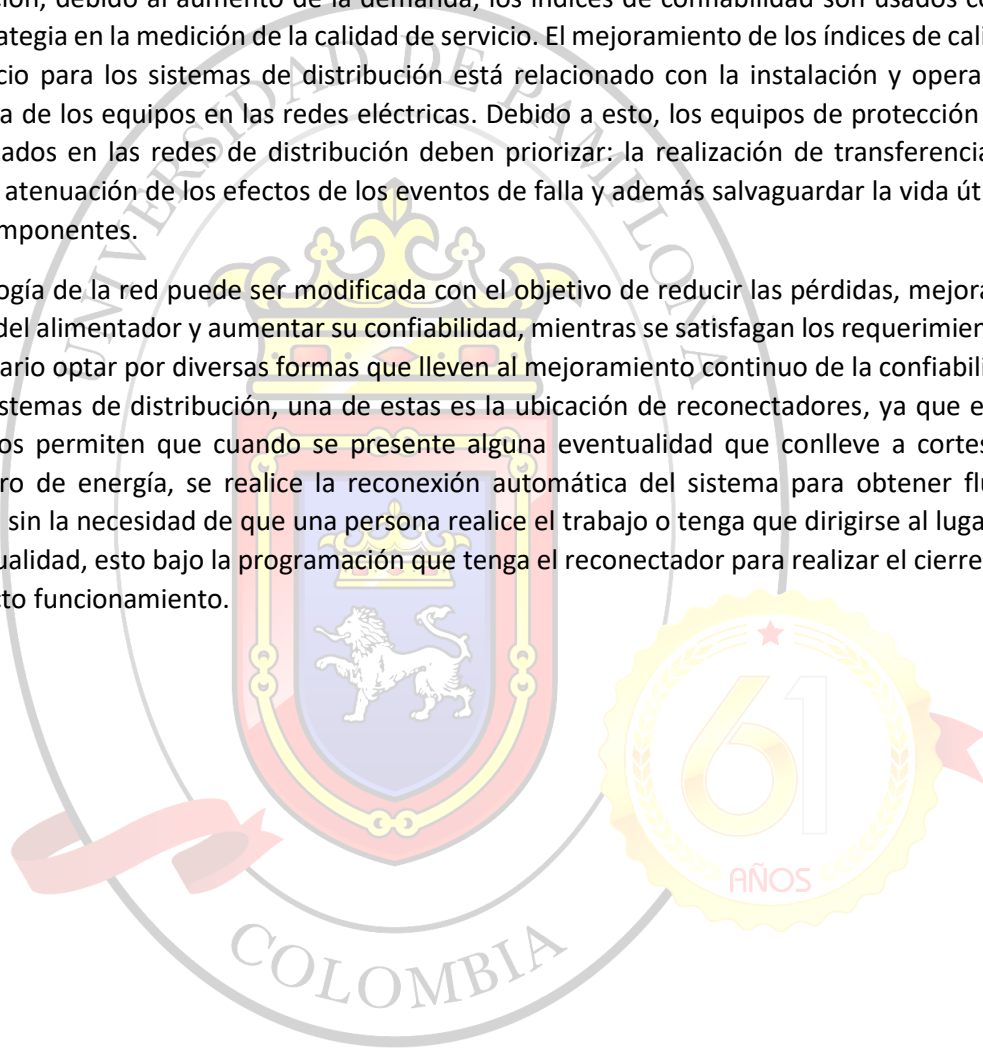 ción, debido al aumento de la demanda, los índices de confiabilidad son usados co
rategia en la medición de la calidad de servicio. El mejoramiento de los índices de cali
cio para los sistemas de distribución está relacionado con la instalación y opera
a de los equipos en las redes eléctricas. Debido a esto, los equipos de protección
ados en las redes de distribución deben priorizar: la realización de transferencia
atenuación de los efectos de los eventos de falla y además salvaguardar la vida út
mponentes.
ogía de la red puede ser modificada con el objetivo de reducir las pérdidas, mejora
del alimentador y aumentar su confiabilidad, mientras se satisfagan los requerimien
ario optar por diversas formas que lleven al mejoramiento continuo de la confiabili
stemas de distribución, una de estas es la ubicación de reconectadores, ya que e
os permiten que cuando se presente alguna eventualidad que conlleve a cortes
ro de energía, se realice la reconexión automática del sistema para obtener flu
sin la necesidad de que una persona realice el trabajo o tenga que dirigirse al luga
ualidad, esto bajo la programación que tenga el reconectador para realizar el cierre
cto funcionamiento.
UNIVERSIDAD DE PAMPLONA
COLOMBIA
61
AÑOS